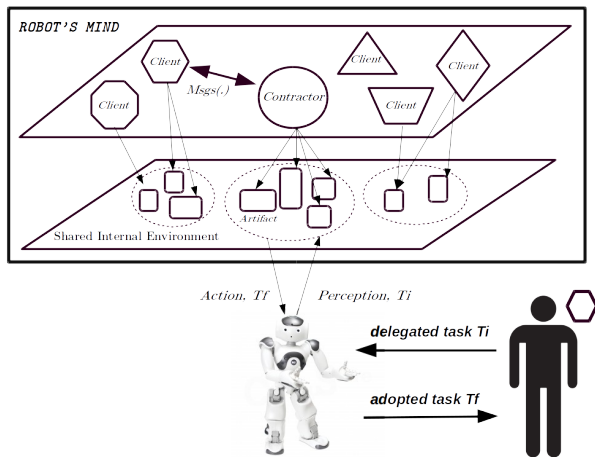 ROBOT'S MIND
Client
Client
Client
Client
Msgs(.)
Contractor
Client
Artifact
Shared Internal Environment
Action, Tf
Perception, Ti
delegated task Ti
adopted task Tf